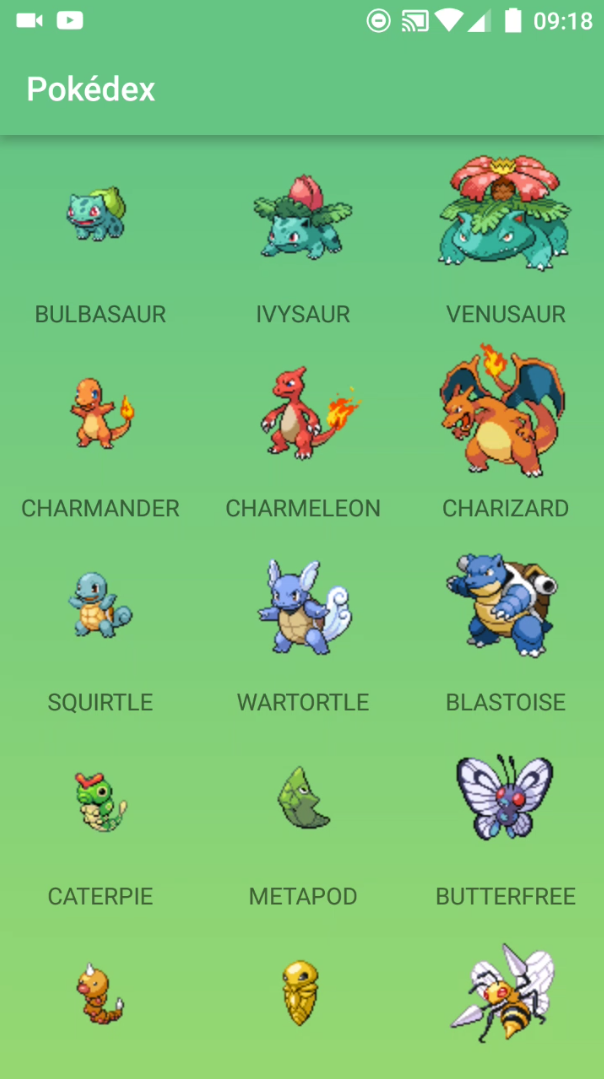 09:18
Pokédex
BULBASAUR IVYSAUR VENUSAUR
CHARMANDER CHARMELEON CHARIZARD
SQUIRTLE WARTORTLE BLASTOISE
CATERPIE METAPOD BUTTERFREE